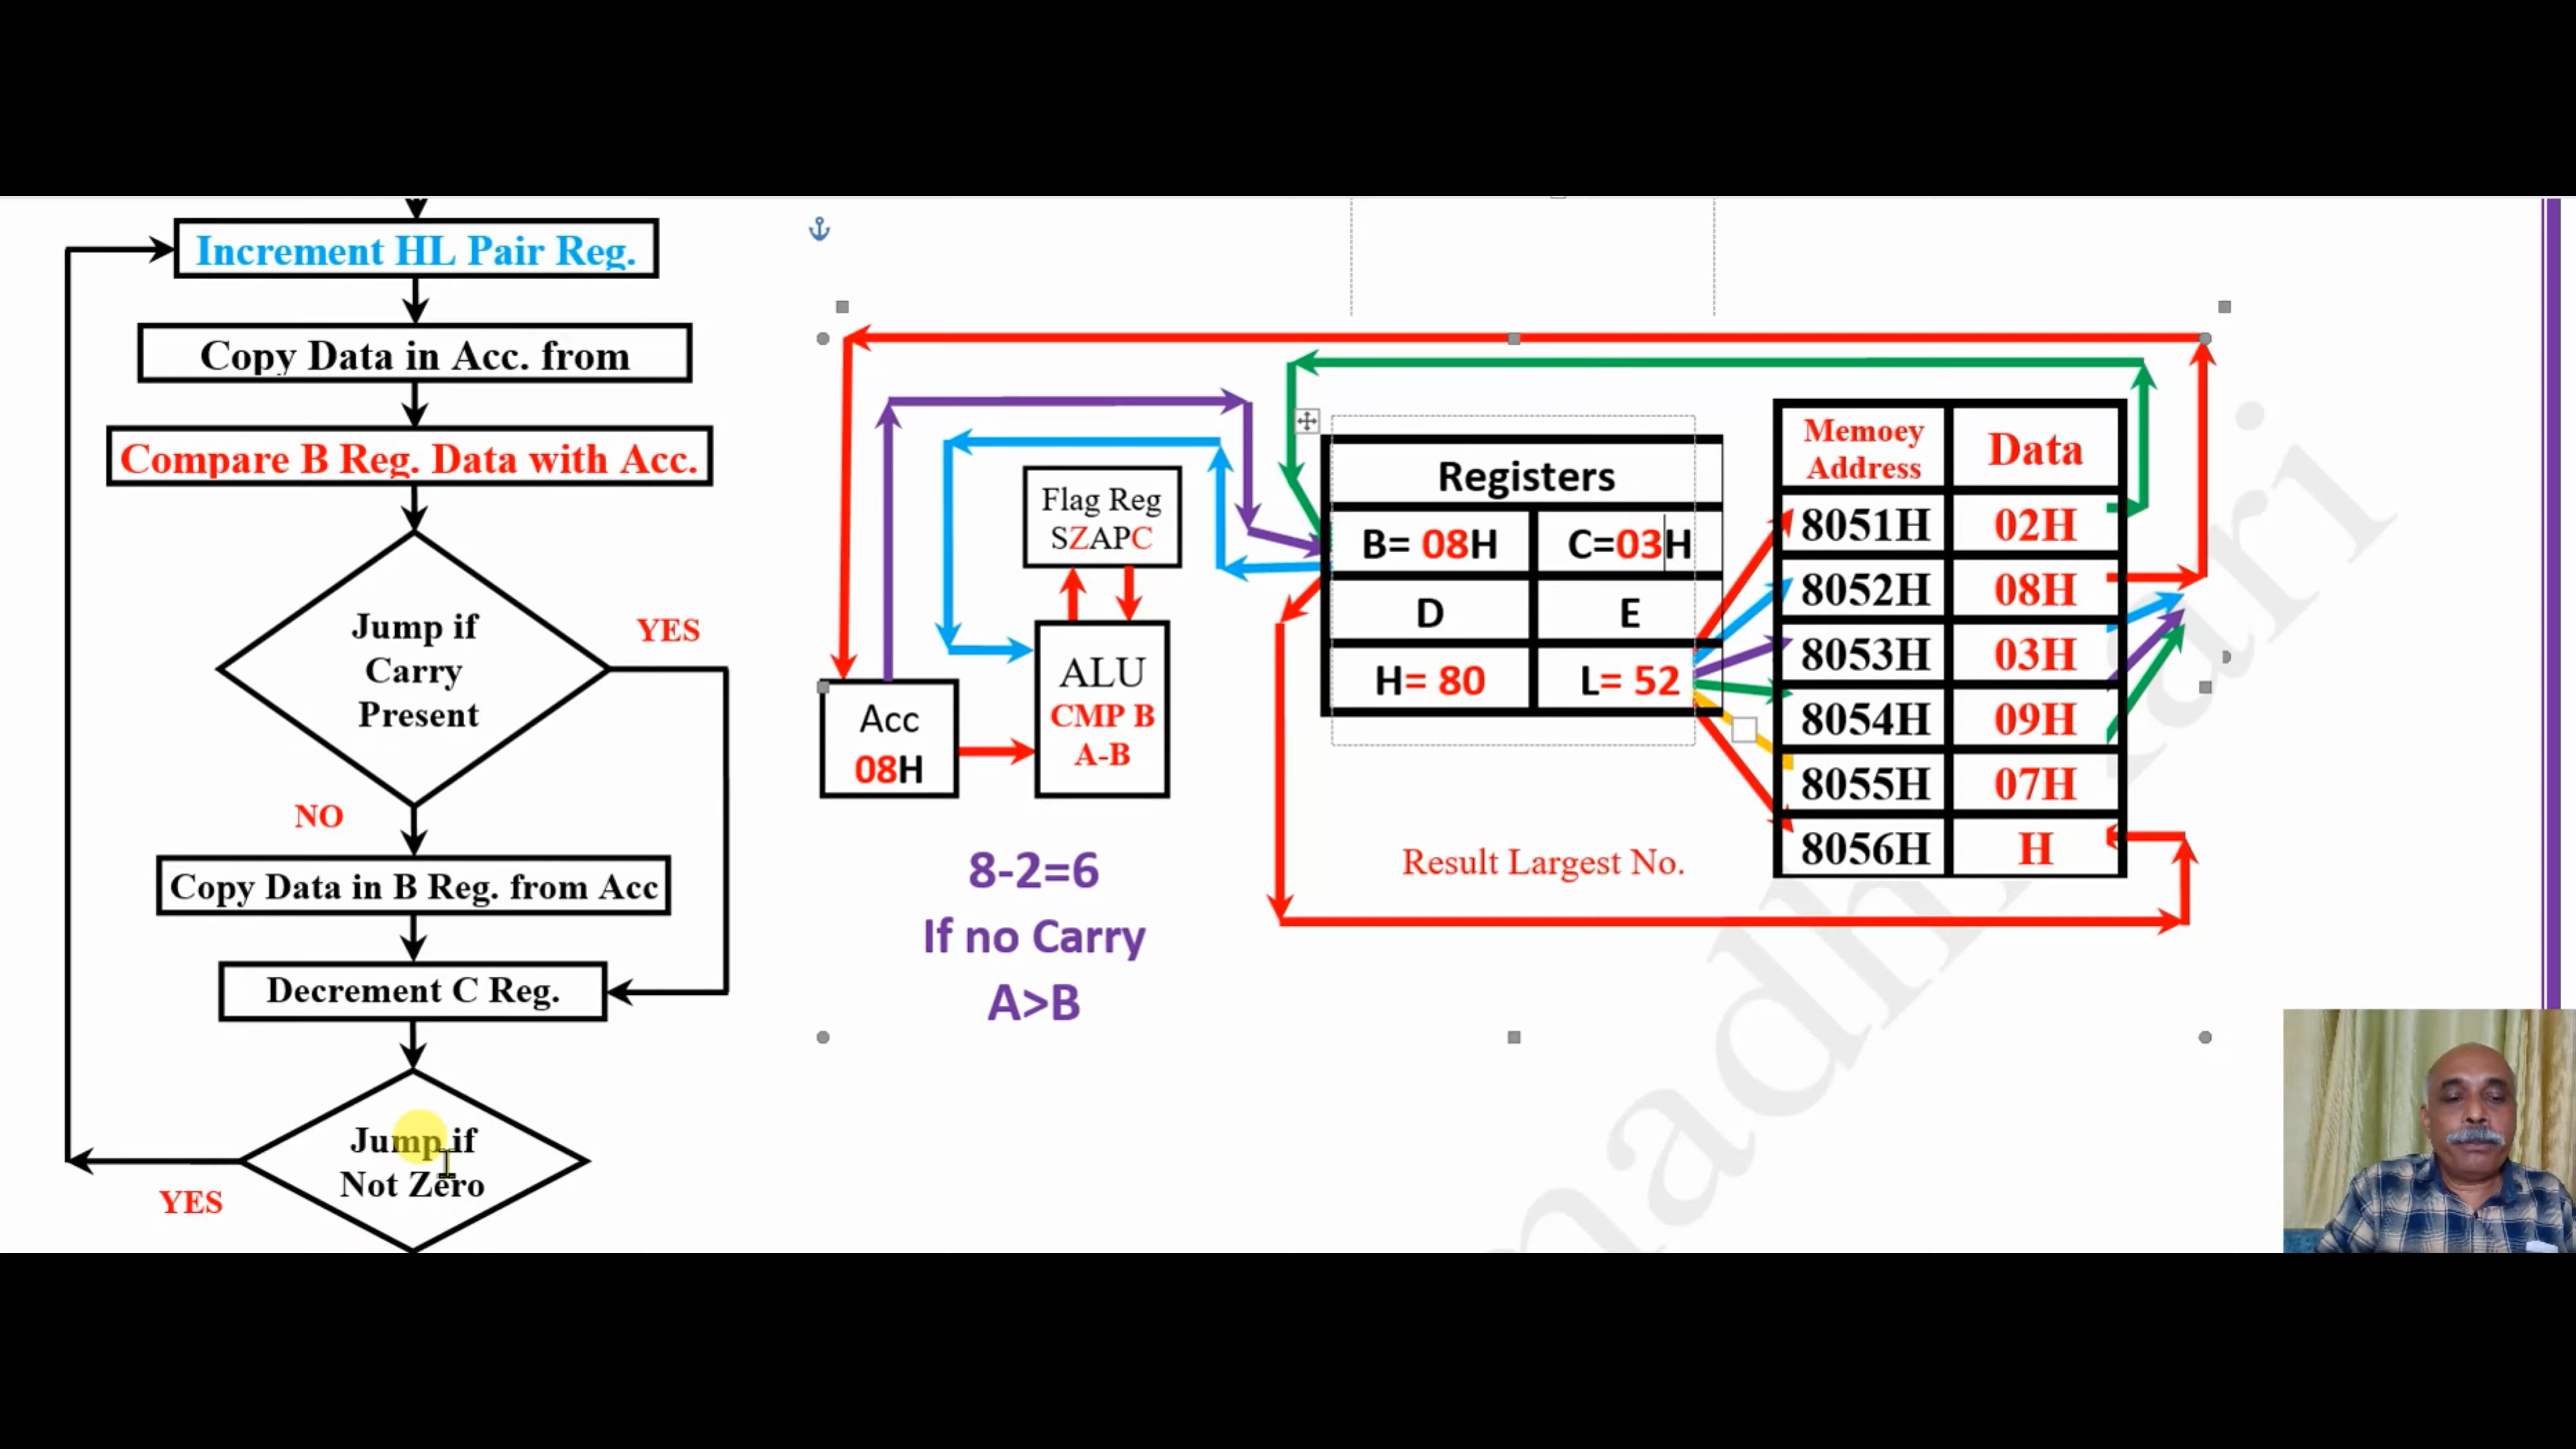 Increment HL Pair Reg.
Copy Data in Acc. from
Compare B Reg. Data with Acc.
Jump if
Carry
Present
YES
NO
Copy Data in B Reg. from Acc
Decrement C Reg.
Jump if
Not Zero
YES
Flag Reg
SZAPC
ALU
CMP B
A-B
Acc
08H
8-2=6
If no Carry
A>B
Registers
B= 08H C=03H
D E
H= 80 L= 52
Result Largest No.
Memoey
Address
Data
8051H 02H
8052H 08H
8053H 03H
8054H 09H
8055H 07H
8056H H